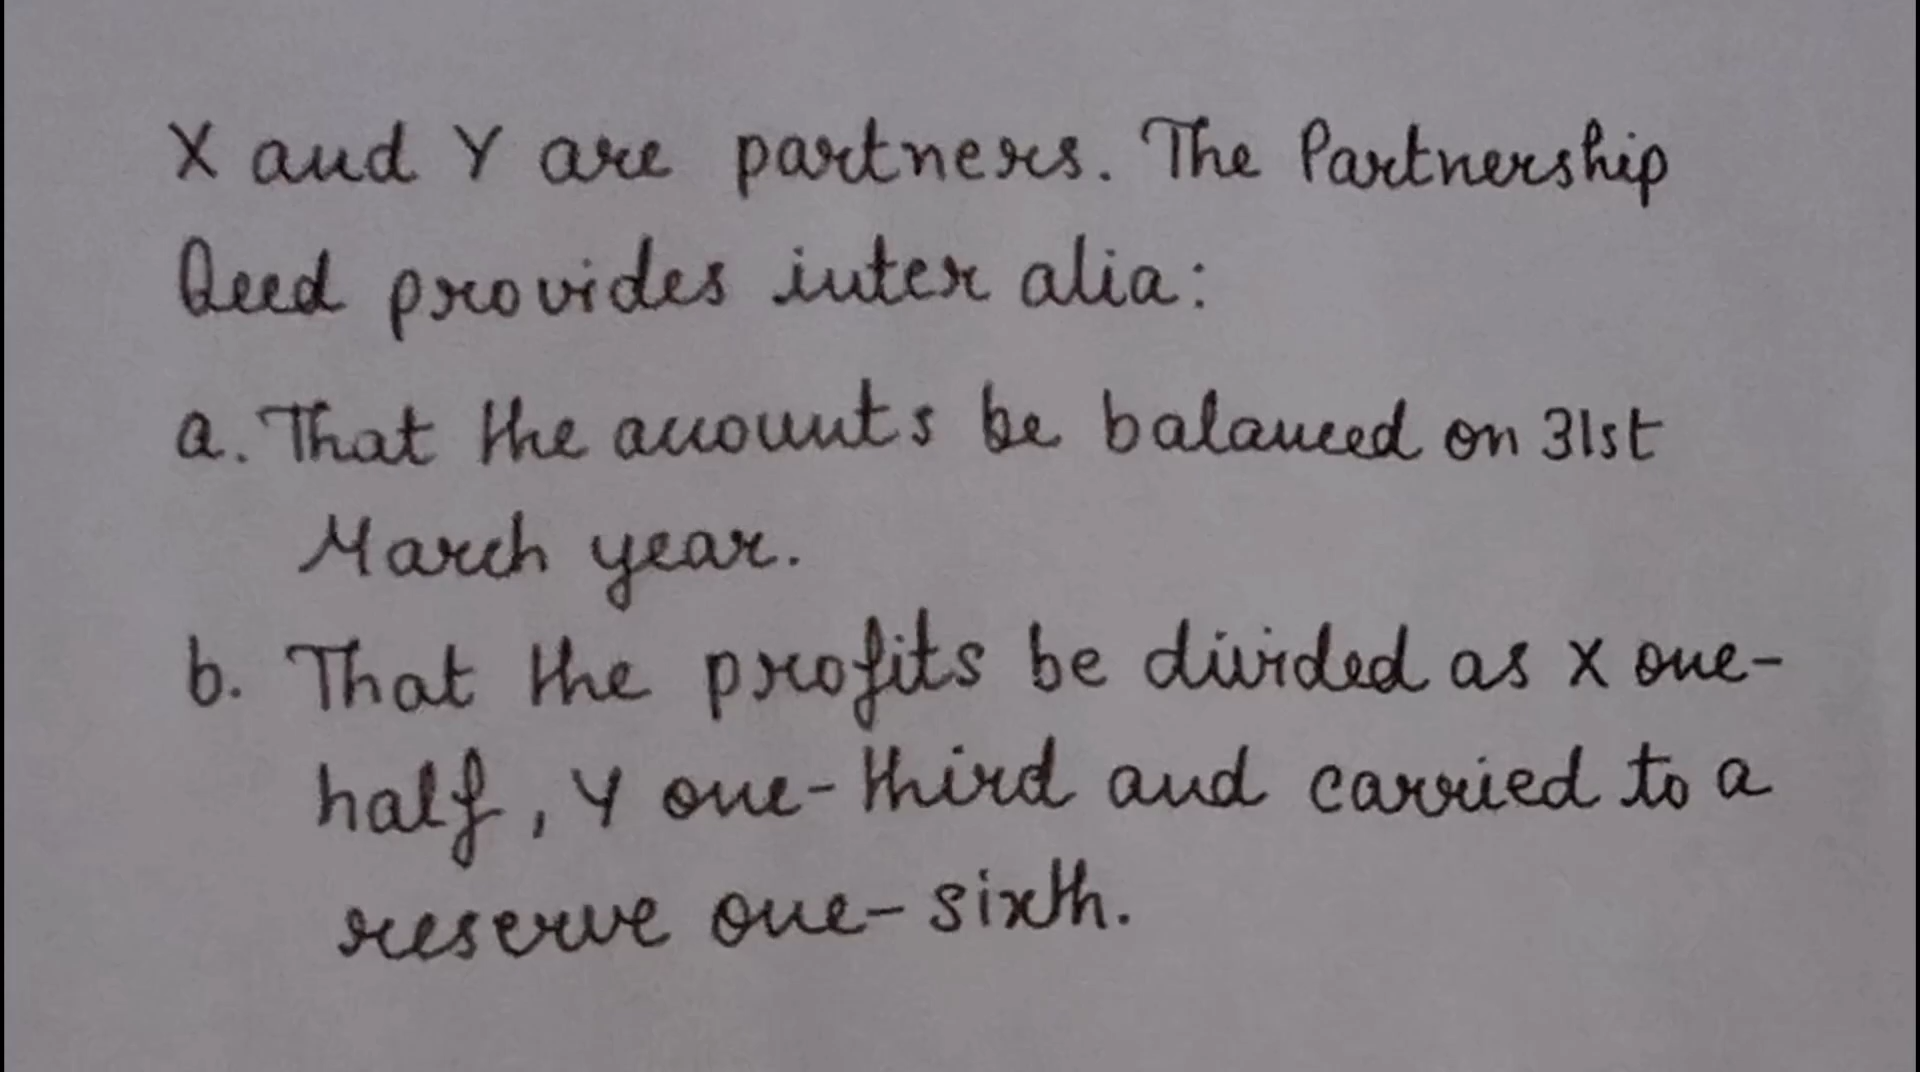 X and Y are partners. The Partnership
Deed provides inter alia:
a. That the accounts be balanced on 31st
March year.
b. That the profits be divided as X one-
half, Y one-third and carried to a
reserve one-sixth.